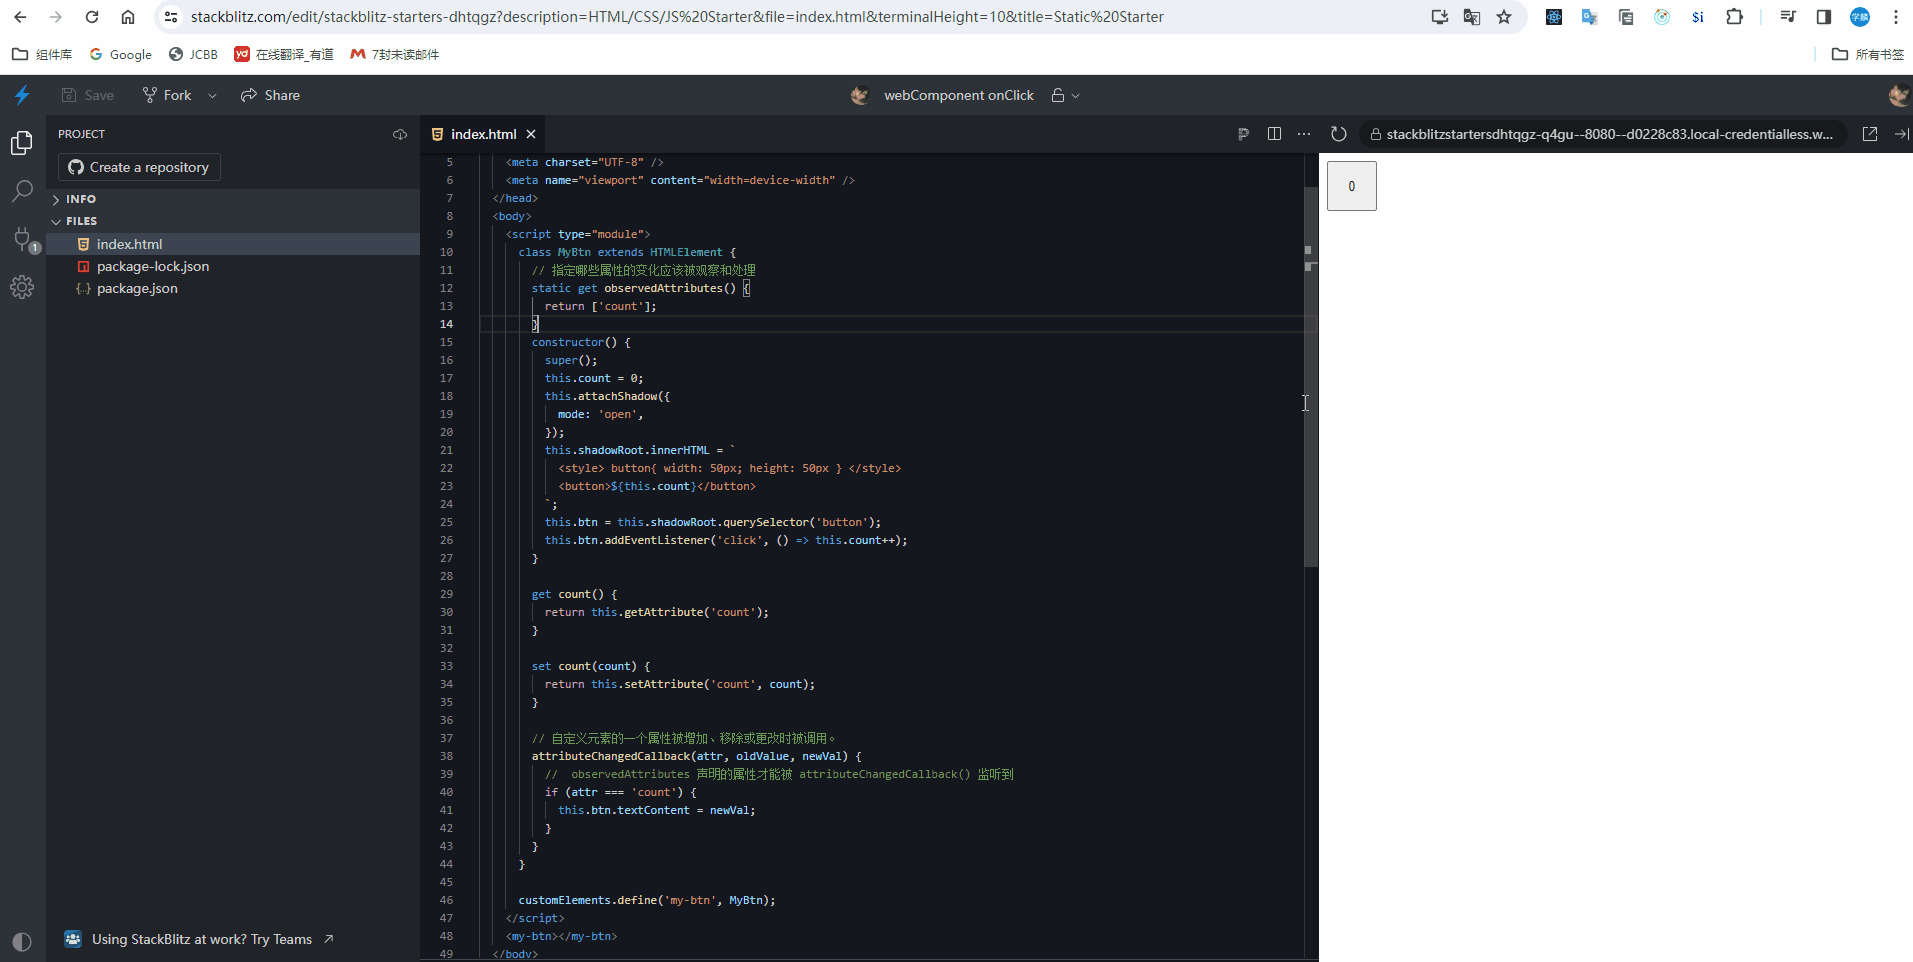 stackblitz.com/edit/stackblitz-starters-dhtqgz?description=HTML/CSS/JS%20Starter&file=index.html&terminalHeight=10&title=Static%20Starter
组件库 Google JCBB yd 在线翻译_有道 7封未读邮件 所有书签
Save Fork Share webComponent onClick
PROJECT
Create a repository
INFO
FILES
index.html
package-lock.json
{..} package.json
1
Using StackBlitz at work? Try Teams ↗
index.html
5 <meta charset="UTF-8" />
6 <meta name="viewport" content="width=device-width" />
7 </head>
8 <body>
9 <script type="module">
10 class MyBtn extends HTMLElement {
11 // 指定哪些属性的变化应该被观察和处理
12 static get observedAttributes() {
13 return ['count'];
14 }
15 constructor() {
16 super();
17 this.count = 0;
18 this.attachShadow({
19 mode: 'open',
20 });
21 this.shadowRoot.innerHTML = `
22 <style> button{ width: 50px; height: 50px } </style>
23 <button>${this.count}</button>
24 `;
25 this.btn = this.shadowRoot.querySelector('button');
26 this.btn.addEventListener('click', () => this.count++);
27 }
28
29 get count() {
30 return this.getAttribute('count');
31 }
32
33 set count(count) {
34 return this.setAttribute('count', count);
35 }
36
37 // 自定义元素的一个属性被增加、移除或更改时被调用。
38 attributeChangedCallback(attr, oldValue, newVal) {
39 // observedAttributes 声明的属性才能被 attributeChangedCallback() 监听到
40 if (attr === 'count') {
41 this.btn.textContent = newVal;
42 }
43 }
44 }
45
46 customElements.define('my-btn', MyBtn);
47 </script>
48 <my-btn></my-btn>
49 </body>
stackblitzstartersdhtqgz-q4gu--8080--d0228c83.local-credentialless.w...
0